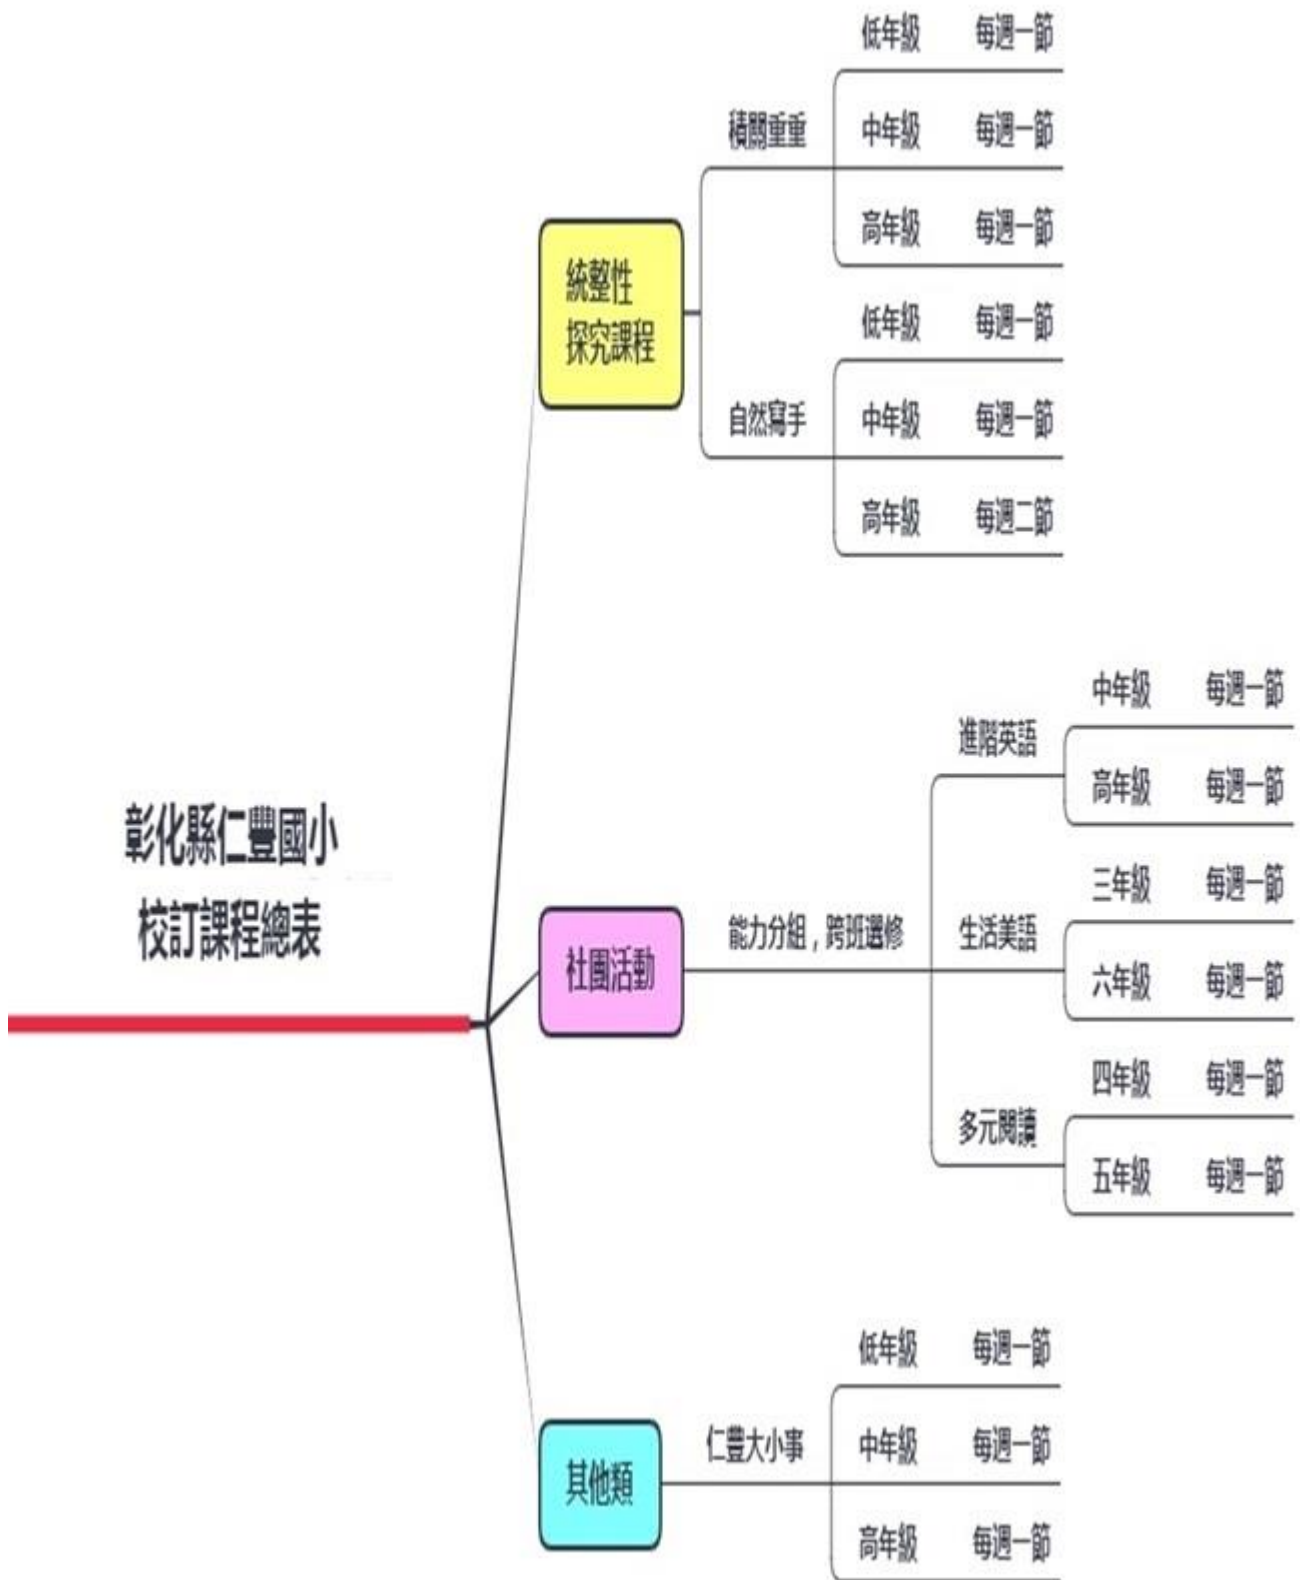 彰化縣仁豐國小
校訂課程總表
統整性
探究課程
積關重重
低年級 每週一節
中年級 每週一節
高年級 每週一節
自然寫手
低年級 每週一節
中年級 每週一節
高年級 每週二節
社團活動
能力分組，跨班選修
進階英語
中年級 每週一節
高年級 每週一節
生活美語
三年級 每週一節
六年級 每週一節
多元閱讀
四年級 每週一節
五年級 每週一節
其他類
仁豐大小事
低年級 每週一節
中年級 每週一節
高年級 每週一節